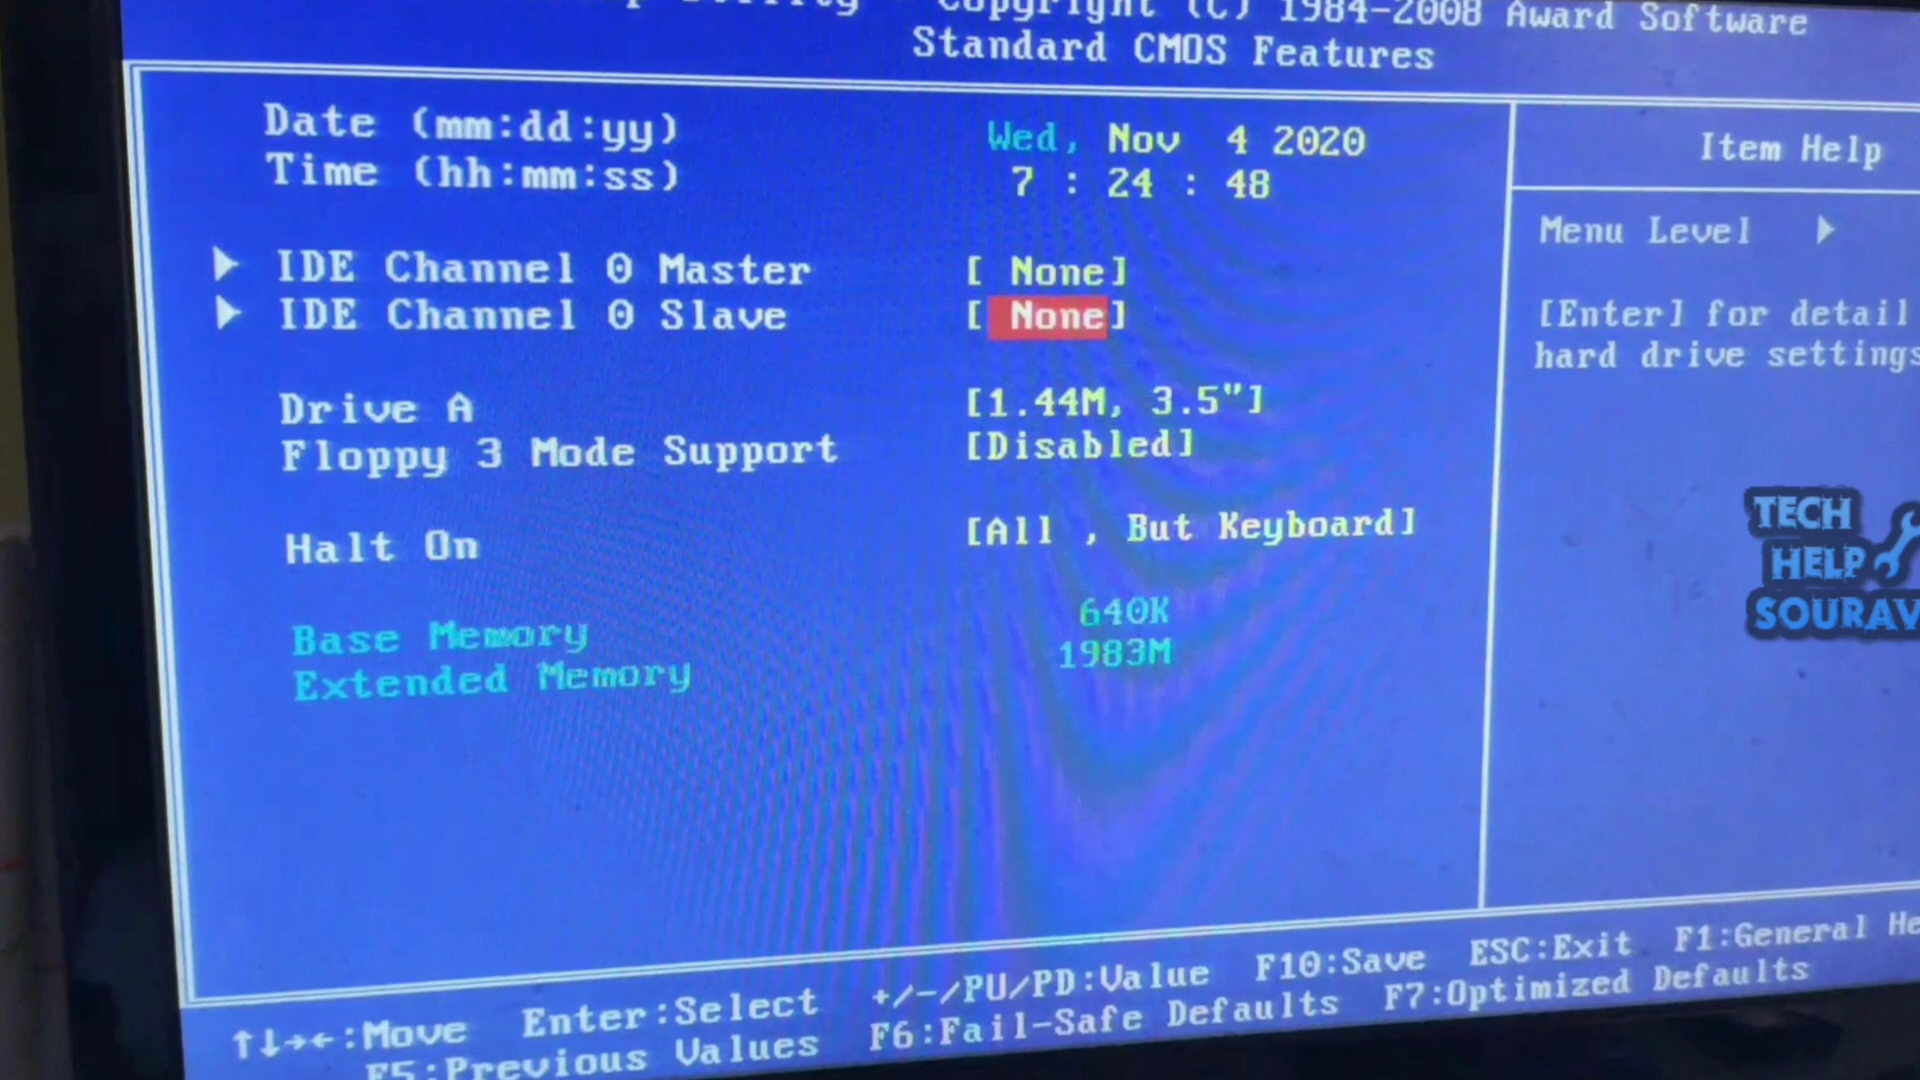 Copyright (C) 1984-2008 Award Software
Standard CMOS Features
Date (mm:dd:yy) Wed, Nov 4 2020
Time (hh:mm:ss) 7 : 24 : 48
IDE Channel 0 Master [ None]
IDE Channel 0 Slave [ None]
Drive A [1.44M, 3.5"]
Floppy 3 Mode Support [Disabled]
Halt On [All , But Keyboard]
Base Memory 640K
Extended Memory 1983M
Item Help
Menu Level ▶
[Enter] for detail
hard drive settings
TECH
HELP
SOURAV
↑↓→←:Move Enter:Select +/-/PU/PD:Value F10:Save ESC:Exit F1:General He
F5:Previous Values F6:Fail-Safe Defaults F7:Optimized Defaults